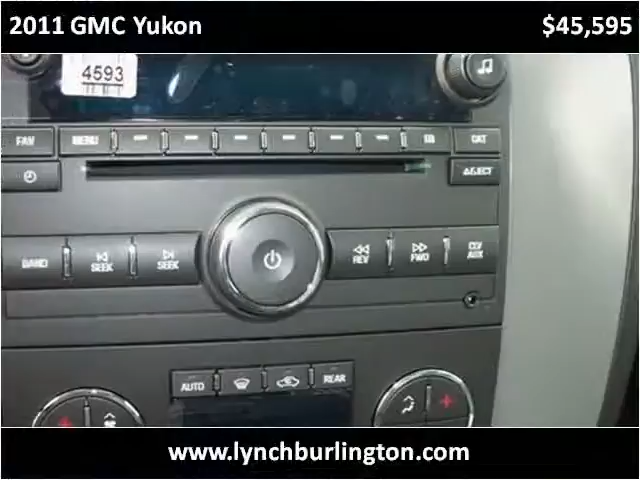 2011 GMC Yukon $45,595
4593
FAV MENU CAT
EJECT
BAND SEEK SEEK REV FWD CD/ AUX
AUTO REAR
www.lynchburlington.com